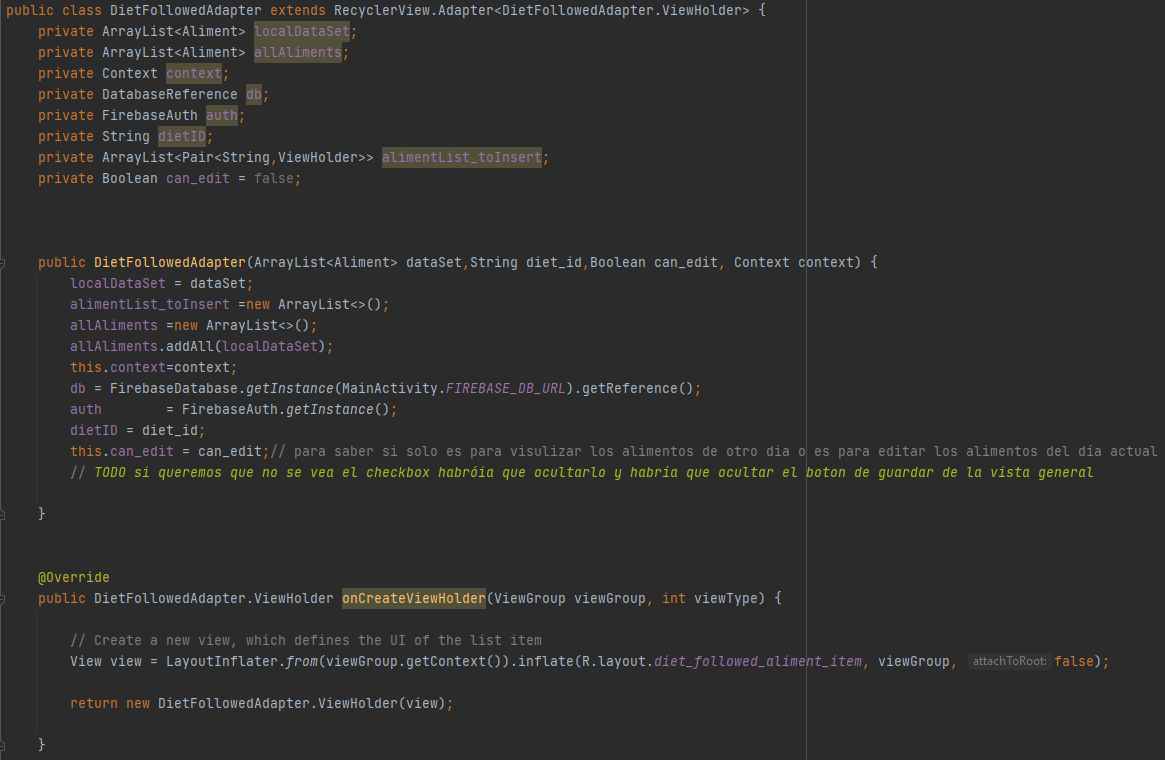 public class DietFollowedAdapter extends RecyclerView.Adapter<DietFollowedAdapter.ViewHolder> {
    private ArrayList<Aliment> localDataSet;
    private ArrayList<Aliment> allAliments;
    private Context context;
    private DatabaseReference db;
    private FirebaseAuth auth;
    private String dietID;
    private ArrayList<Pair<String,ViewHolder>> alimentList_toInsert;
    private Boolean can_edit = false;
    public DietFollowedAdapter(ArrayList<Aliment> dataSet,String diet_id,Boolean can_edit, Context context) {
        localDataSet = dataSet;
        alimentList_toInsert =new ArrayList<>();
        allAliments =new ArrayList<>();
        allAliments.addAll(localDataSet);
        this.context=context;
        db = FirebaseDatabase.getInstance(MainActivity.FIREBASE_DB_URL).getReference();
        auth        = FirebaseAuth.getInstance();
        dietID = diet_id;
        this.can_edit = can_edit;// para saber si solo es para visulizar los alimentos de otro dia o es para editar los alimentos del día actual
        // TODO si queremos que no se vea el checkbox habróia que ocultarlo y habría que ocultar el boton de guardar de la vista general
    }
    @Override
    public DietFollowedAdapter.ViewHolder onCreateViewHolder(ViewGroup viewGroup, int viewType) {
        // Create a new view, which defines the UI of the list item
        View view = LayoutInflater.from(viewGroup.getContext()).inflate(R.layout.diet_followed_aliment_item, viewGroup, attachToRoot: false);
        return new DietFollowedAdapter.ViewHolder(view);
    }